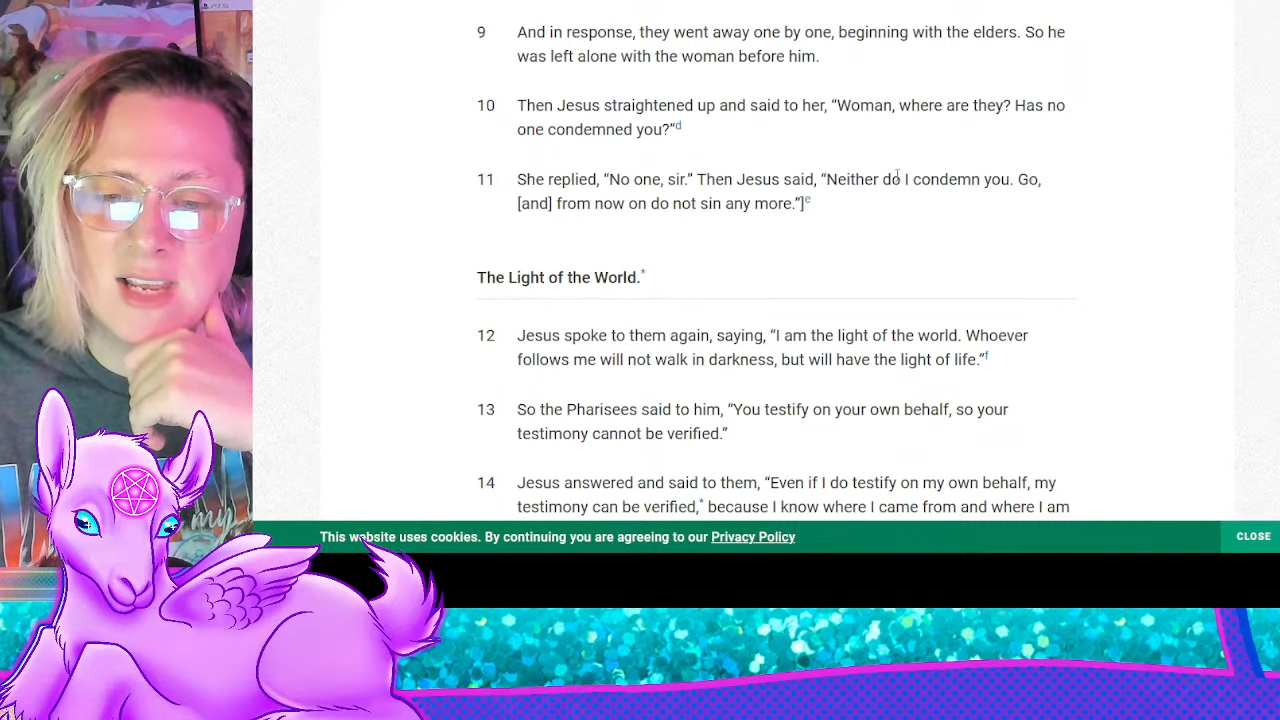 9 And in response, they went away one by one, beginning with the elders. So he
was left alone with the woman before him.
10 Then Jesus straightened up and said to her, “Woman, where are they? Has no
one condemned you?”d
11 She replied, “No one, sir.” Then Jesus said, “Neither do I condemn you. Go,
[and] from now on do not sin any more.”]e
The Light of the World.*
12 Jesus spoke to them again, saying, “I am the light of the world. Whoever
follows me will not walk in darkness, but will have the light of life.”f
13 So the Pharisees said to him, “You testify on your own behalf, so your
testimony cannot be verified.”
14 Jesus answered and said to them, “Even if I do testify on my own behalf, my
testimony can be verified,* because I know where I came from and where I am
This website uses cookies. By continuing you are agreeing to our Privacy Policy
CLOSE
my